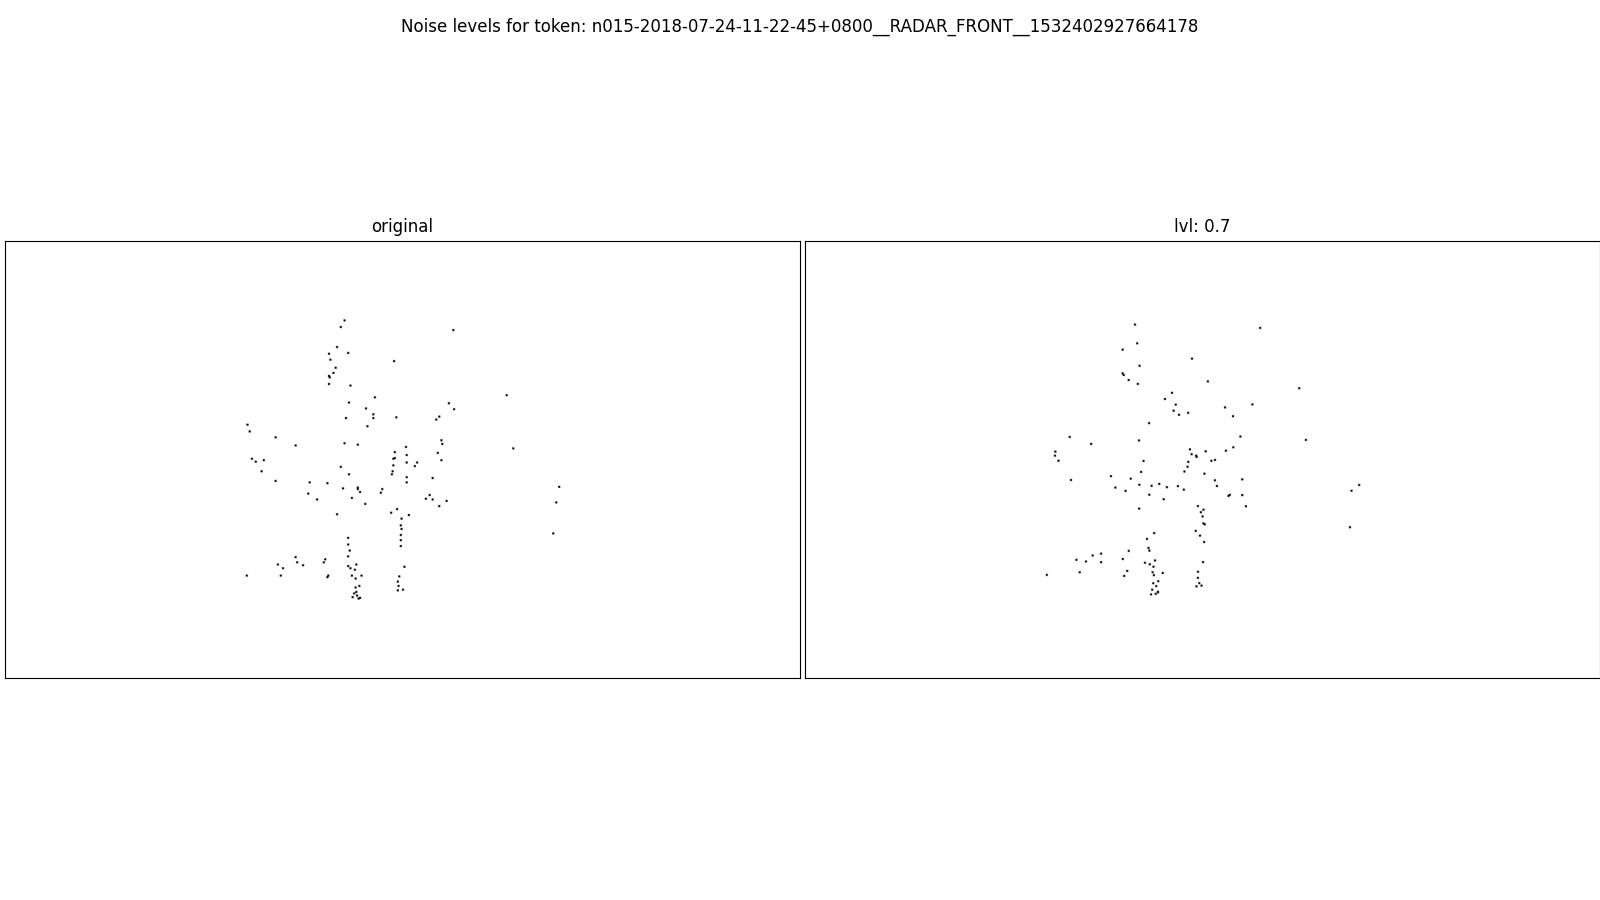 Noise levels for token: n015-2018-07-24-11-22-45+0800__RADAR_FRONT__1532402927664178
original
lvl: 0.7